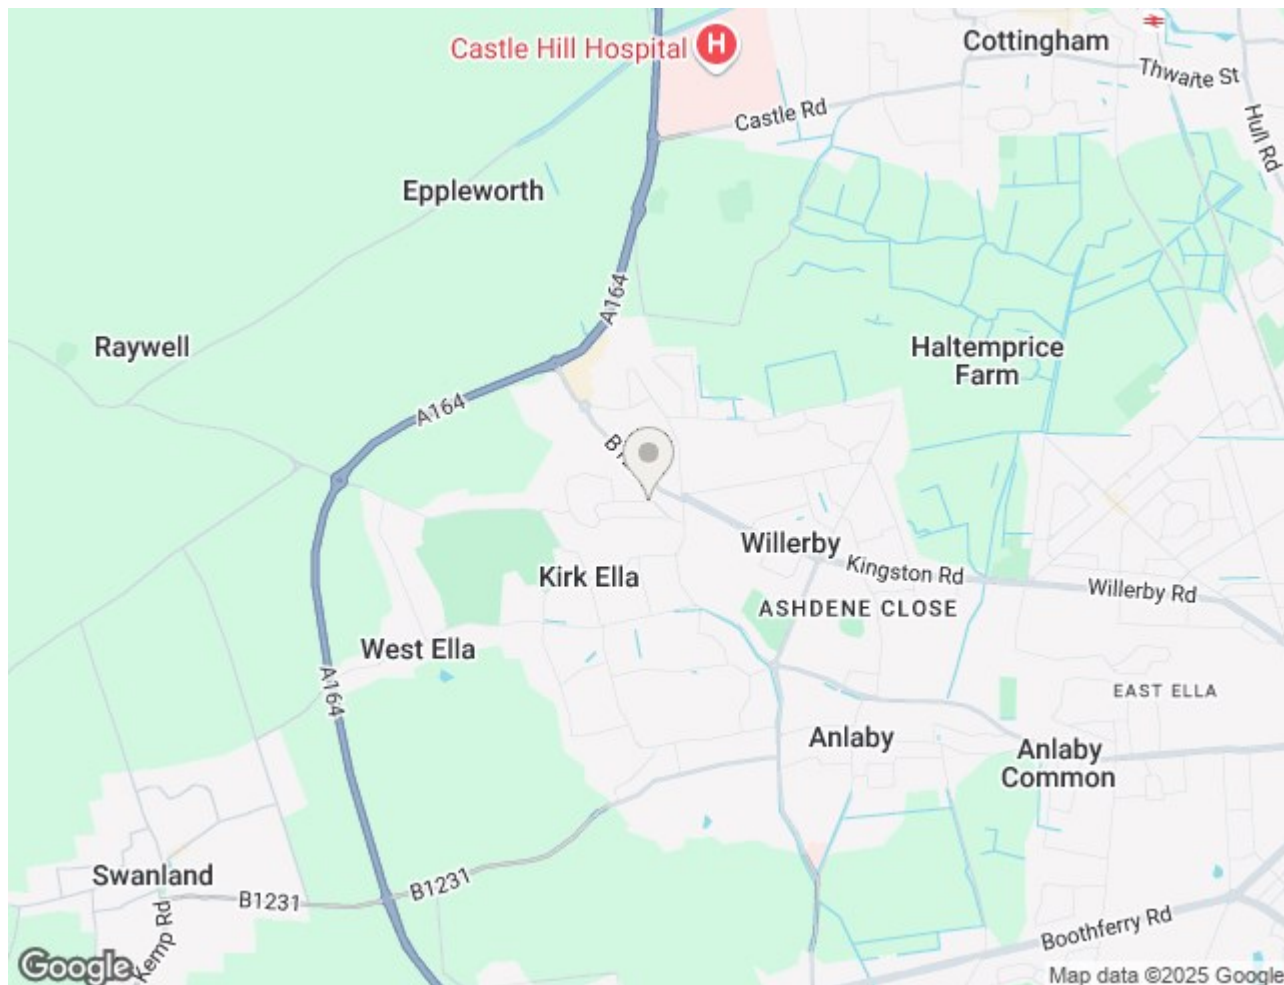 Castle Hill Hospital
H
Cottingham
Thwaite St
Castle Rd
Hull Rd
Eppleworth
A164
Raywell
Haltemprice
Farm
A164
Willerby
Kingston Rd
Willerby Rd
Kirk Ella
ASHDENE CLOSE
West Ella
A164
EAST ELLA
Anlaby
Anlaby
Common
Swanland
B1231
B1231
Kemp Rd
Boothferry Rd
Google
Map data ©2025 Google